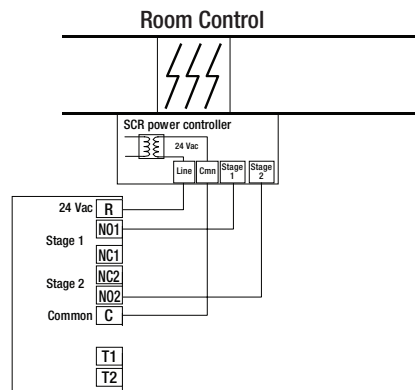 Room Control
SCR power controller
24 Vac
Line
Cmn
Stage
1
Stage
2
24 Vac
R
NO1
Stage 1
NC1
NC2
Stage 2
NO2
Common
C
T1
T2